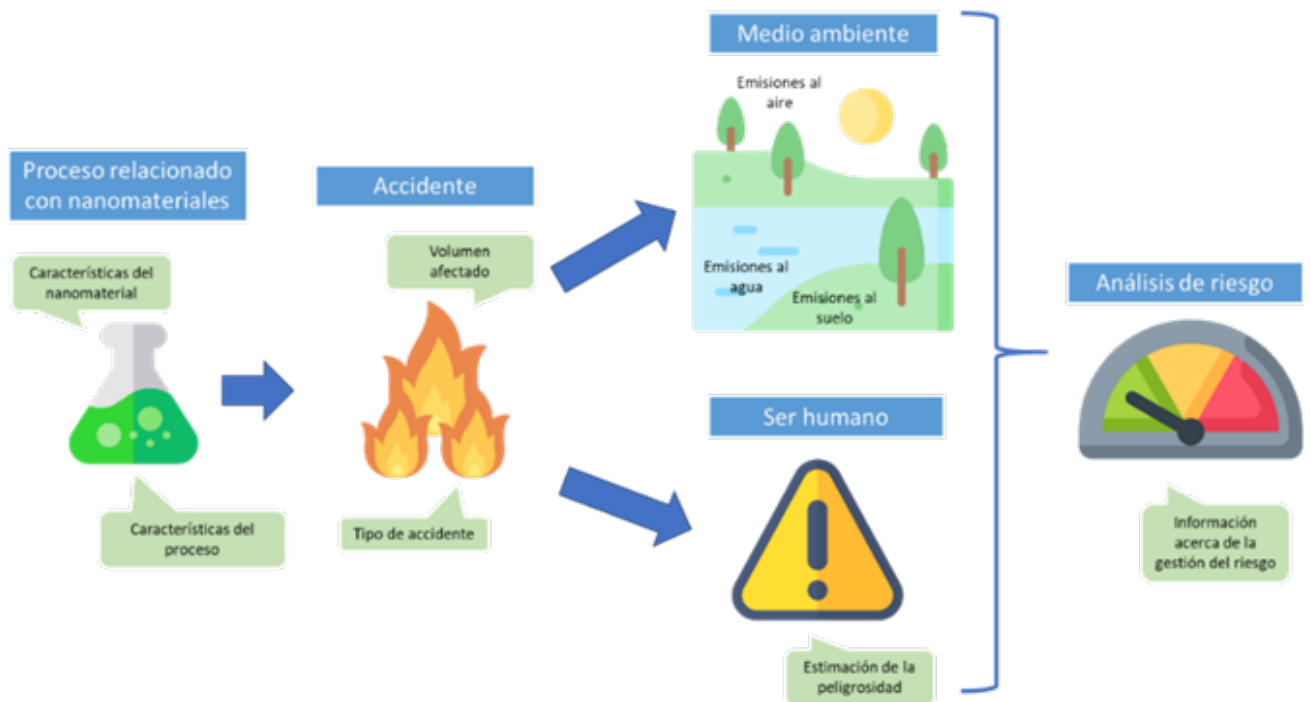 Proceso relacionado
con nanomateriales
Características del
nanomaterial
Características del
proceso
Accidente
Volumen
afectado
Tipo de accidente
Medio ambiente
Emisiones al
aire
Emisiones al
agua
Emisiones al
suelo
Ser humano
Estimación de la
peligrosidad
Análisis de riesgo
Información
acerca de la
gestión del riesgo